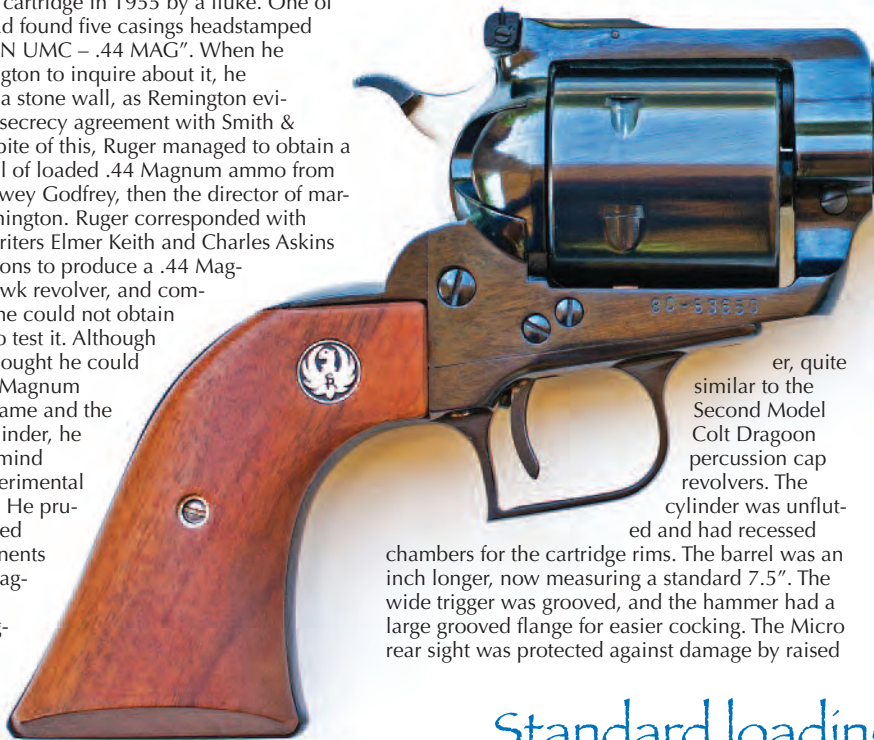 cartridge in 1955 by a fluke. One of
ad found five casings headstamped
N UMC – .44 MAG”. When he
gton to inquire about it, he
a stone wall, as Remington evi-
secrecy agreement with Smith &
pite of this, Ruger managed to obtain a
l of loaded .44 Magnum ammo from
wey Godfrey, then the director of mar-
mington. Ruger corresponded with
riters Elmer Keith and Charles Askins
ons to produce a .44 Mag-
wk revolver, and com-
he could not obtain
o test it. Although
ought he could
Magnum
ame and the
inder, he
mind
erimental
He pru-
ed
nents
ag-
g-
er, quite
similar to the
Second Model
Colt Dragoon
percussion cap
revolvers. The
cylinder was unflut-
ed and had recessed
chambers for the cartridge rims. The barrel was an
inch longer, now measuring a standard 7.5”. The
wide trigger was grooved, and the hammer had a
large grooved flange for easier cocking. The Micro
rear sight was protected against damage by raised
Standard loading